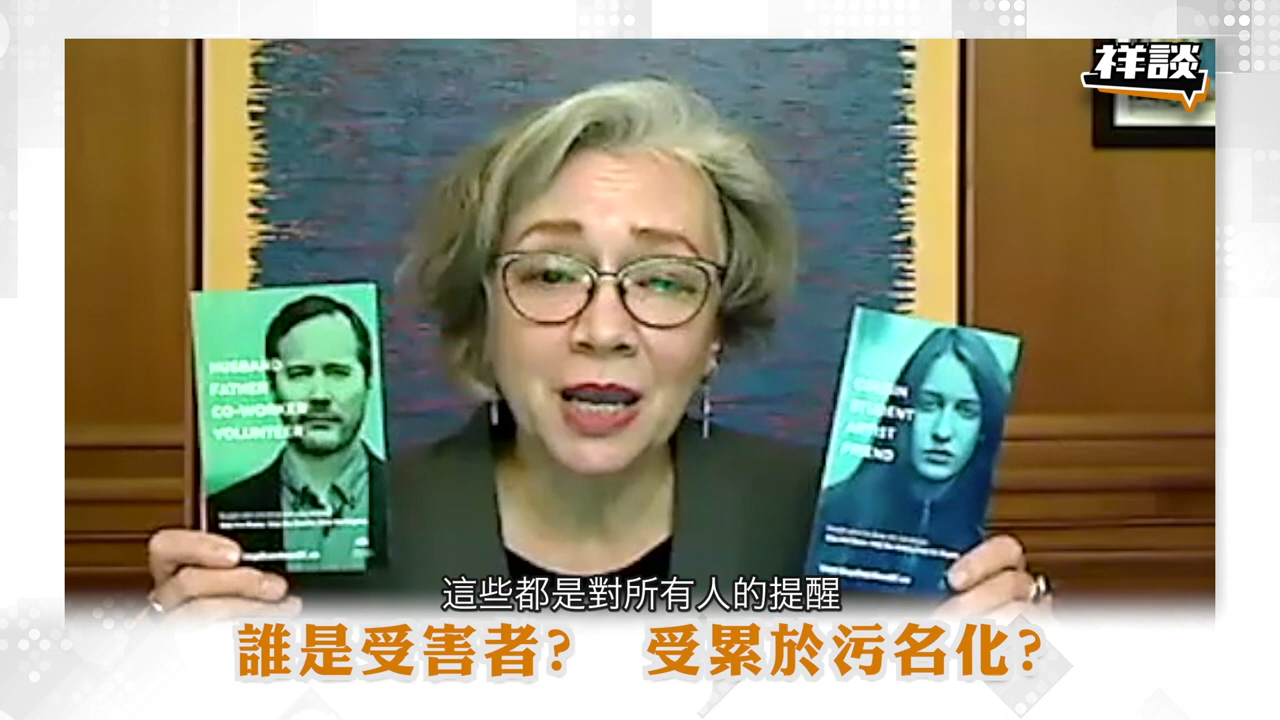 祥談
HUSBAND
FATHER
CO-WORKER
VOLUNTEER
COUSIN
STUDENT
ARTIST
FRIEND
這些都是對所有人的提醒
誰是受害者? 受累於污名化?